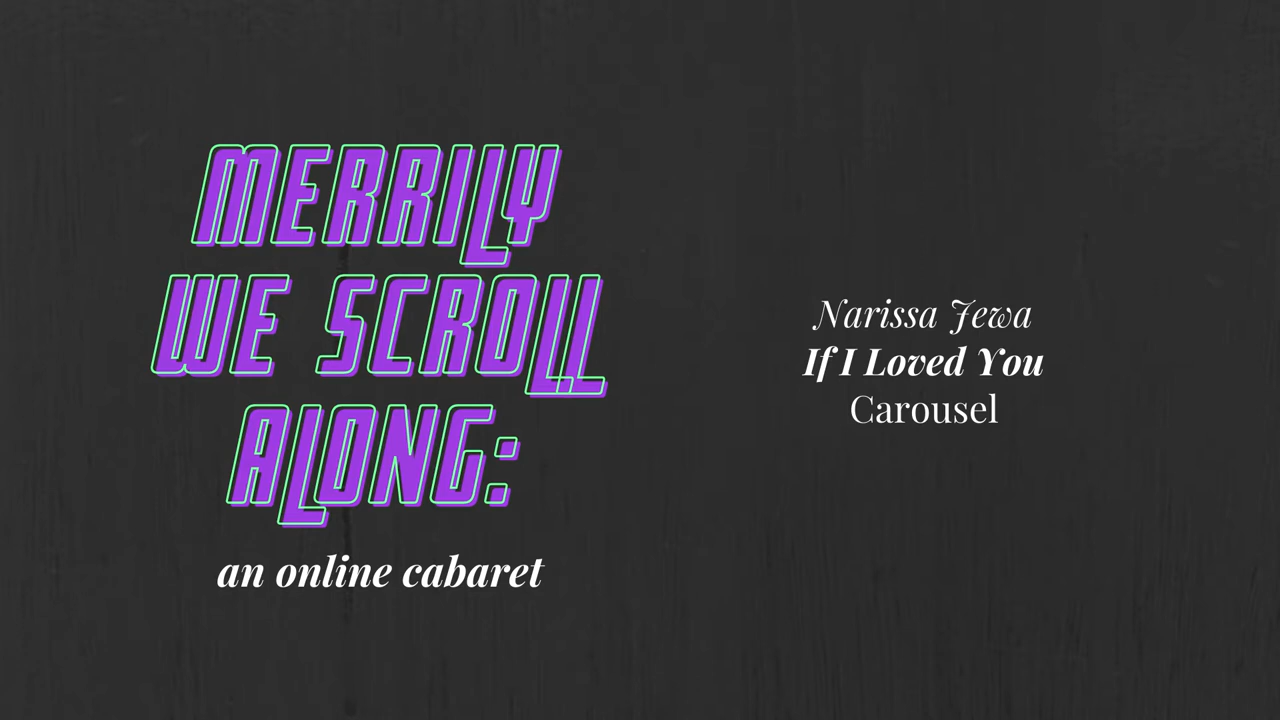 MERRILY
WE SCROLL
ALONG:
an online cabaret
Narissa Jewa
If I Loved You
Carousel